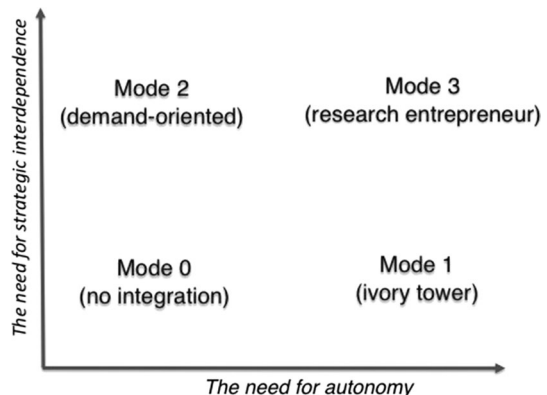 The need for strategic interdependence
Mode 2
(demand-oriented)
Mode 3
(research entrepreneur)
Mode 0
(no integration)
Mode 1
(ivory tower)
The need for autonomy